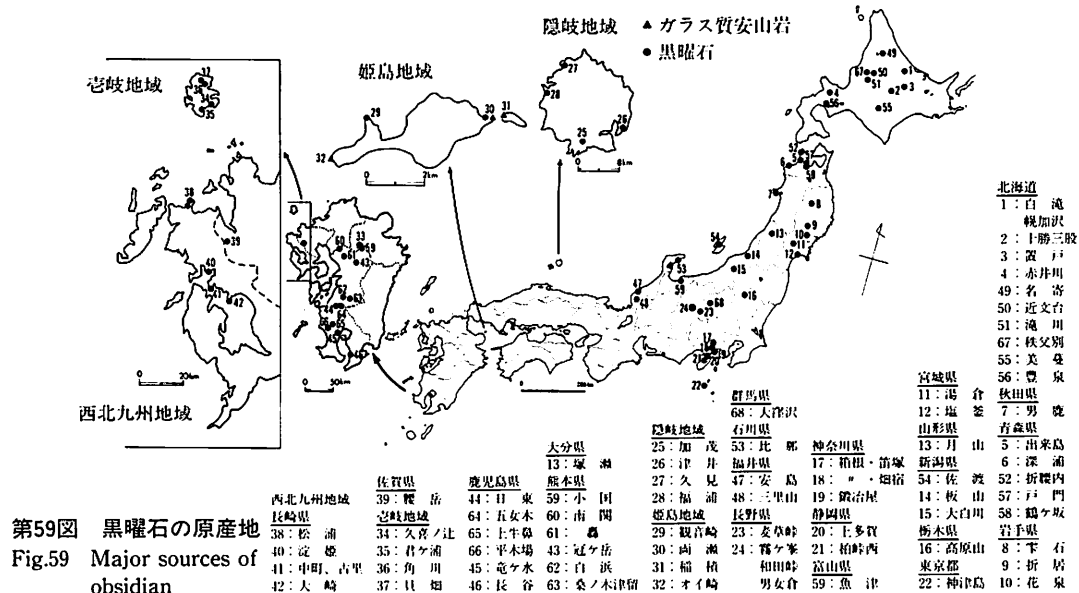 壱岐地域
姫島地域
隠岐地域
▲ ガラス質安山岩
● 黒曜石
西北九州地域
20km
2km
8km
50km
第59図 黒曜石の原産地
Fig.59 Major sources of
obsidian
西北九州地域
長崎県
38:松浦
40:淀姫
41:中町、古里
42:大崎
佐賀県
39:腰岳
壱岐地域
34:久喜ノ辻
35:君ヶ浦
36:角川
37:貝畑
鹿児島県
44:日東
64:五女木
65:上牛鼻
66:平木場
45:竜ケ水
46:長谷
大分県
13:塚瀬
熊本県
59:小国
60:南関
61:轟
43:冠ケ岳
62:白浜
63:桑ノ木津留
隠岐地域
25:加茂
26:津井
27:久見
28:福浦
姫島地域
29:観音崎
30:両瀬
31:稲積
32:オイ崎
群馬県
68:大窪沢
石川県
53:比那
福井県
47:安島
48:三里山
長野県
23:麦草峠
24:霧ケ峯
和田峠
男女倉
神奈川県
17:箱根・笛塚
18:〃・畑宿
19:鍛冶屋
静岡県
20:上多賀
21:柏峠西
富山県
59:魚津
宮城県
11:湯倉
12:塩釜
山形県
13:月山
新潟県
54:佐渡
14:板山
15:大白川
栃木県
16:高原山
東京都
22:神津島
北海道
1:白滝
幌加沢
2:十勝三股
3:置戸
4:赤井川
49:名寄
50:近文台
51:滝川
67:秩父別
55:美蔓
56:豊泉
秋田県
7:男鹿
青森県
5:出来島
6:深浦
52:折腰内
57:戸門
58:鶴ケ坂
岩手県
8:雫石
9:折居
10:花泉